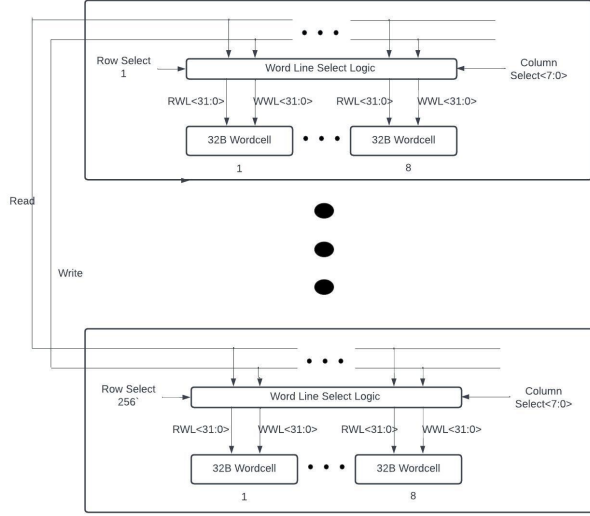 Row Select
1
Word Line Select Logic
Column
Select<7:0>
RWL<31:0>
WWL<31:0>
RWL<31:0>
WWL<31:0>
32B Wordcell
32B Wordcell
1
8
Read
Write
Row Select
256`
Word Line Select Logic
Column
Select<7:0>
RWL<31:0>
WWL<31:0>
RWL<31:0>
WWL<31:0>
32B Wordcell
32B Wordcell
1
8